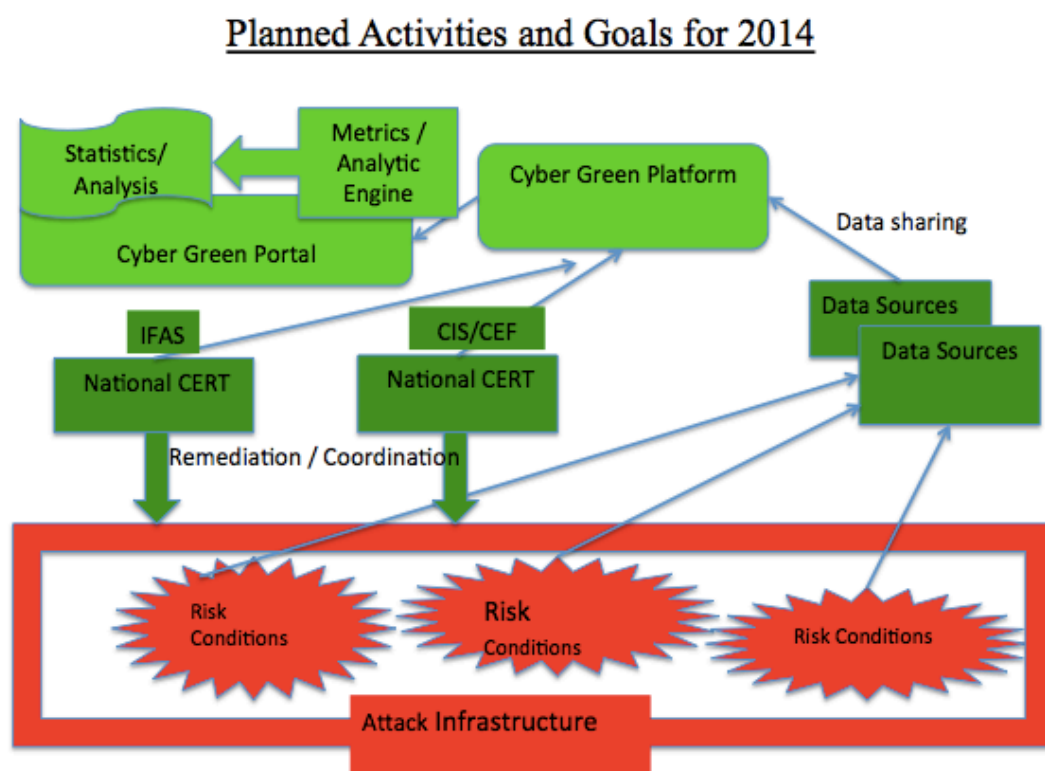 Planned Activities and Goals for 2014
Statistics/
Analysis
Metrics /
Analytic
Engine
Cyber Green Portal
Cyber Green Platform
Data sharing
IFAS
National CERT
CIS/CEF
National CERT
Data Sources
Data Sources
Remediation / Coordination
Risk
Conditions
Risk
Conditions
Risk Conditions
Attack Infrastructure